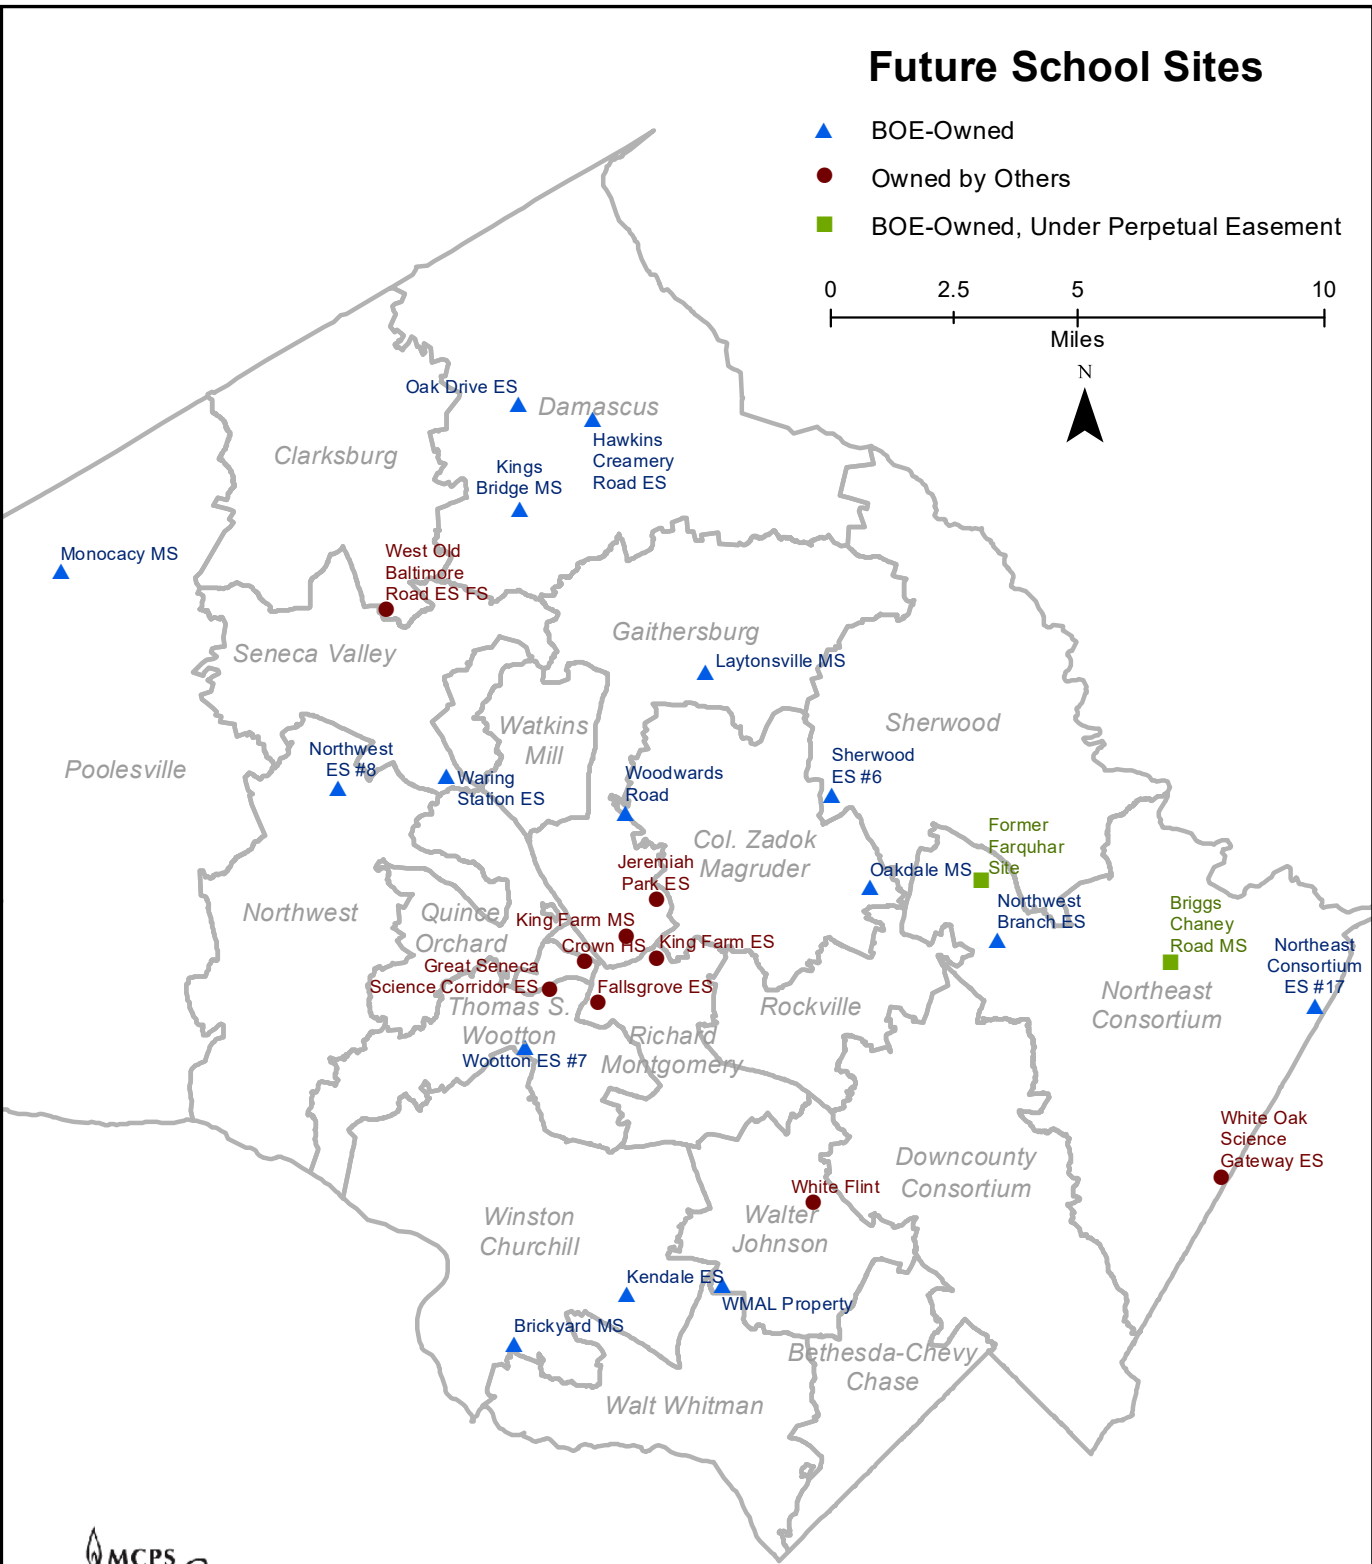 Future School Sites
BOE-Owned
Owned by Others
BOE-Owned, Under Perpetual Easement
0 2.5 5 10
Miles
N
Oak Drive ES
Damascus
Hawkins
Creamery
Road ES
Clarksburg
Kings
Bridge MS
Monocacy MS
West Old
Baltimore
Road ES FS
Gaithersburg
Seneca Valley
Laytonsville MS
Watkins
Mill
Sherwood
Northwest
ES #8
Poolesville
Waring
Station ES
Woodwards
Road
Sherwood
ES #6
Col. Zadok
Magruder
Former
Farquhar
Site
Jeremiah
Park ES
Oakdale MS
Northwest
Branch ES
Northwest
Quince
Orchard
King Farm MS
Crown HS
King Farm ES
Briggs
Chaney
Road MS
Northeast
Consortium
ES #17
Great Seneca
Science Corridor ES
Fallsgrove ES
Thomas S.
Wootton
Rockville
Northeast
Consortium
Richard
Montgomery
Wootton ES #7
White Oak
Science
Gateway ES
Downcounty
Consortium
White Flint
Walter
Johnson
Winston
Churchill
Kendale ES
WMAL Property
Brickyard MS
Bethesda-Chevy
Chase
Walt Whitman
MCPS